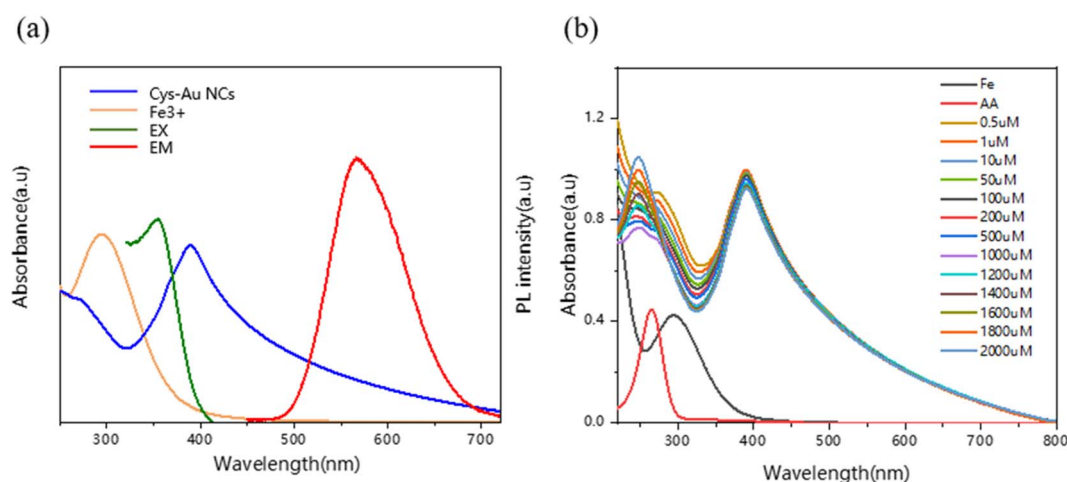 (a)
Cys-Au NCs
Fe3+
EX
EM
Absorbance(a.u)
PL intensity(a.u)
300
400
500
600
700
Wavelength(nm)
(b)
Fe
AA
0.5uM
1uM
10uM
50uM
100uM
200uM
500uM
1000uM
1200uM
1400uM
1600uM
1800uM
2000uM
Absorbance(a.u)
1.2
0.8
0.4
0.0
300
400
500
600
700
800
Wavelength(nm)